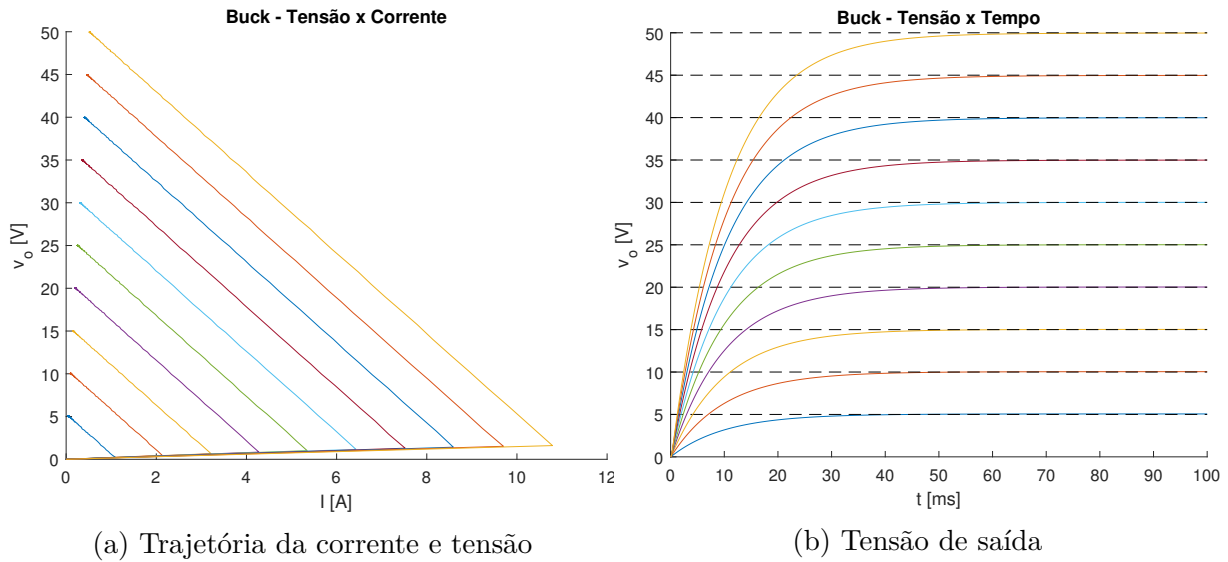 Buck - Tensão x Corrente
50
45
40
35
30
25
20
15
10
5
0
v_o [V]
0 2 4 6 8 10 12
I [A]
(a) Trajetória da corrente e tensão
Buck - Tensão x Tempo
50
45
40
35
30
25
20
15
10
5
0
v_o [V]
0 10 20 30 40 50 60 70 80 90 100
t [ms]
(b) Tensão de saída